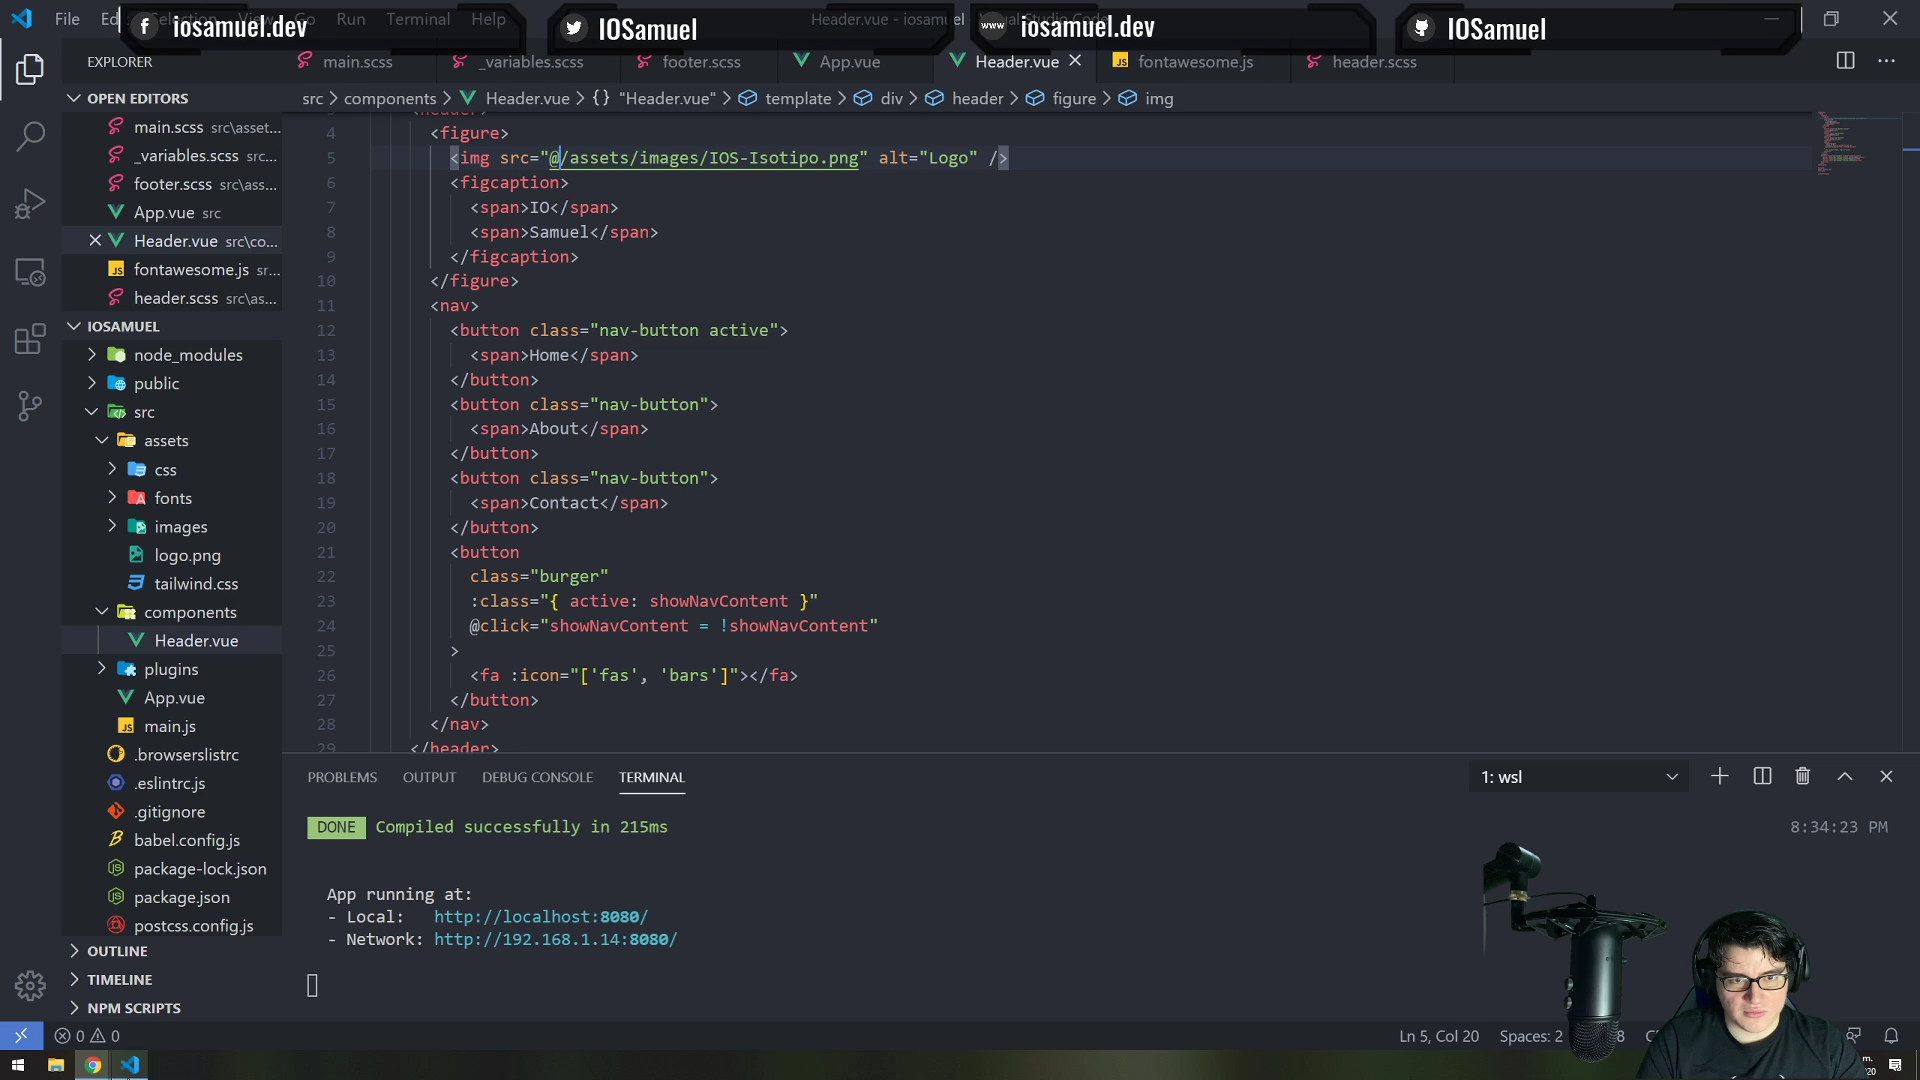 File
Selection View Go Run Terminal Help
Header.vue - iosamuel - Visual Studio Code
iosamuel.dev
IOSamuel
www
iosamuel.dev
IOSamuel
EXPLORER
main.scss
_variables.scss
footer.scss
App.vue
Header.vue
fontawesome.js
header.scss
src > components > Header.vue > {} "Header.vue" > template > div > header > figure > img
OPEN EDITORS
main.scss src\asset...
_variables.scss src...
footer.scss src\ass...
App.vue src
Header.vue src\co...
fontawesome.js sr...
header.scss src\as...
IOSAMUEL
node_modules
public
src
assets
css
fonts
images
logo.png
tailwind.css
components
Header.vue
plugins
App.vue
main.js
.browserslistrc
.eslintrc.js
.gitignore
babel.config.js
package-lock.json
package.json
postcss.config.js
OUTLINE
TIMELINE
NPM SCRIPTS
3 <header>
4 <figure>
5 <img src="@/assets/images/IOS-Isotipo.png" alt="Logo" />
6 <figcaption>
7 <span>IO</span>
8 <span>Samuel</span>
9 </figcaption>
10 </figure>
11 <nav>
12 <button class="nav-button active">
13 <span>Home</span>
14 </button>
15 <button class="nav-button">
16 <span>About</span>
17 </button>
18 <button class="nav-button">
19 <span>Contact</span>
20 </button>
21 <button
22 class="burger"
23 :class="{ active: showNavContent }"
24 @click="showNavContent = !showNavContent"
25 >
26 <fa :icon="['fas', 'bars']"></fa>
27 </button>
28 </nav>
29 </header>
PROBLEMS OUTPUT DEBUG CONSOLE TERMINAL
1: wsl
DONE Compiled successfully in 215ms
8:34:23 PM
App running at:
- Local: http://localhost:8080/
- Network: http://192.168.1.14:8080/
0 0
Ln 5, Col 20 Spaces: 2